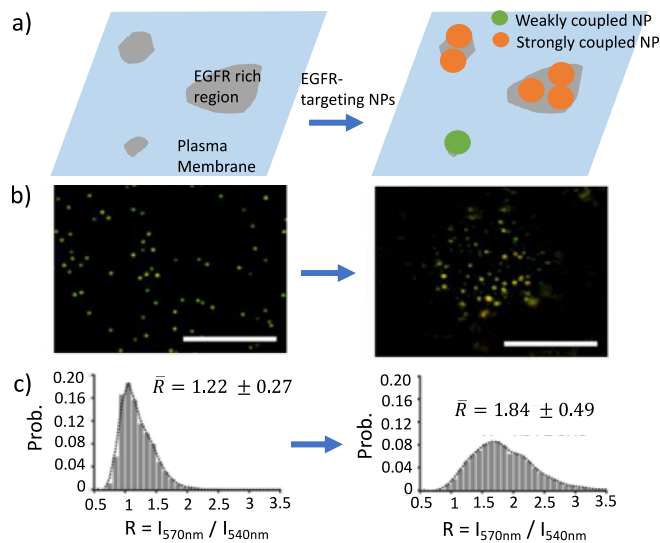 a)
EGFR rich
region
Plasma
Membrane
EGFR-
targeting NPs
Weakly coupled NP
Strongly coupled NP
b)
c)
0.20
0.16
0.12
0.08
0.04
0
Prob.
R̅ = 1.22 ± 0.27
0.5 1 1.5 2 2.5 3 3.5
R = I570nm / I540nm
0.20
0.16
0.12
0.08
0.04
0
Prob.
R̅ = 1.84 ± 0.49
0.5 1 1.5 2 2.5 3 3.5
R = I570nm / I540nm